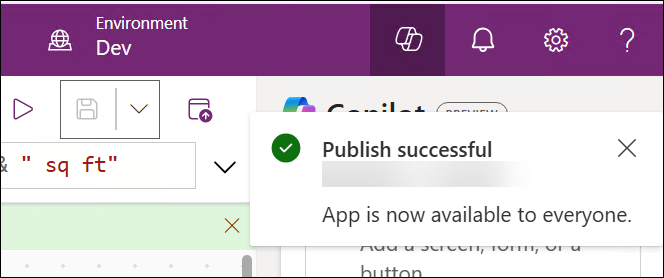 Environment
Dev
Copilot PREVIEW
& " sq ft"
Publish successful
App is now available to everyone.
Add a screen, form, or a
button